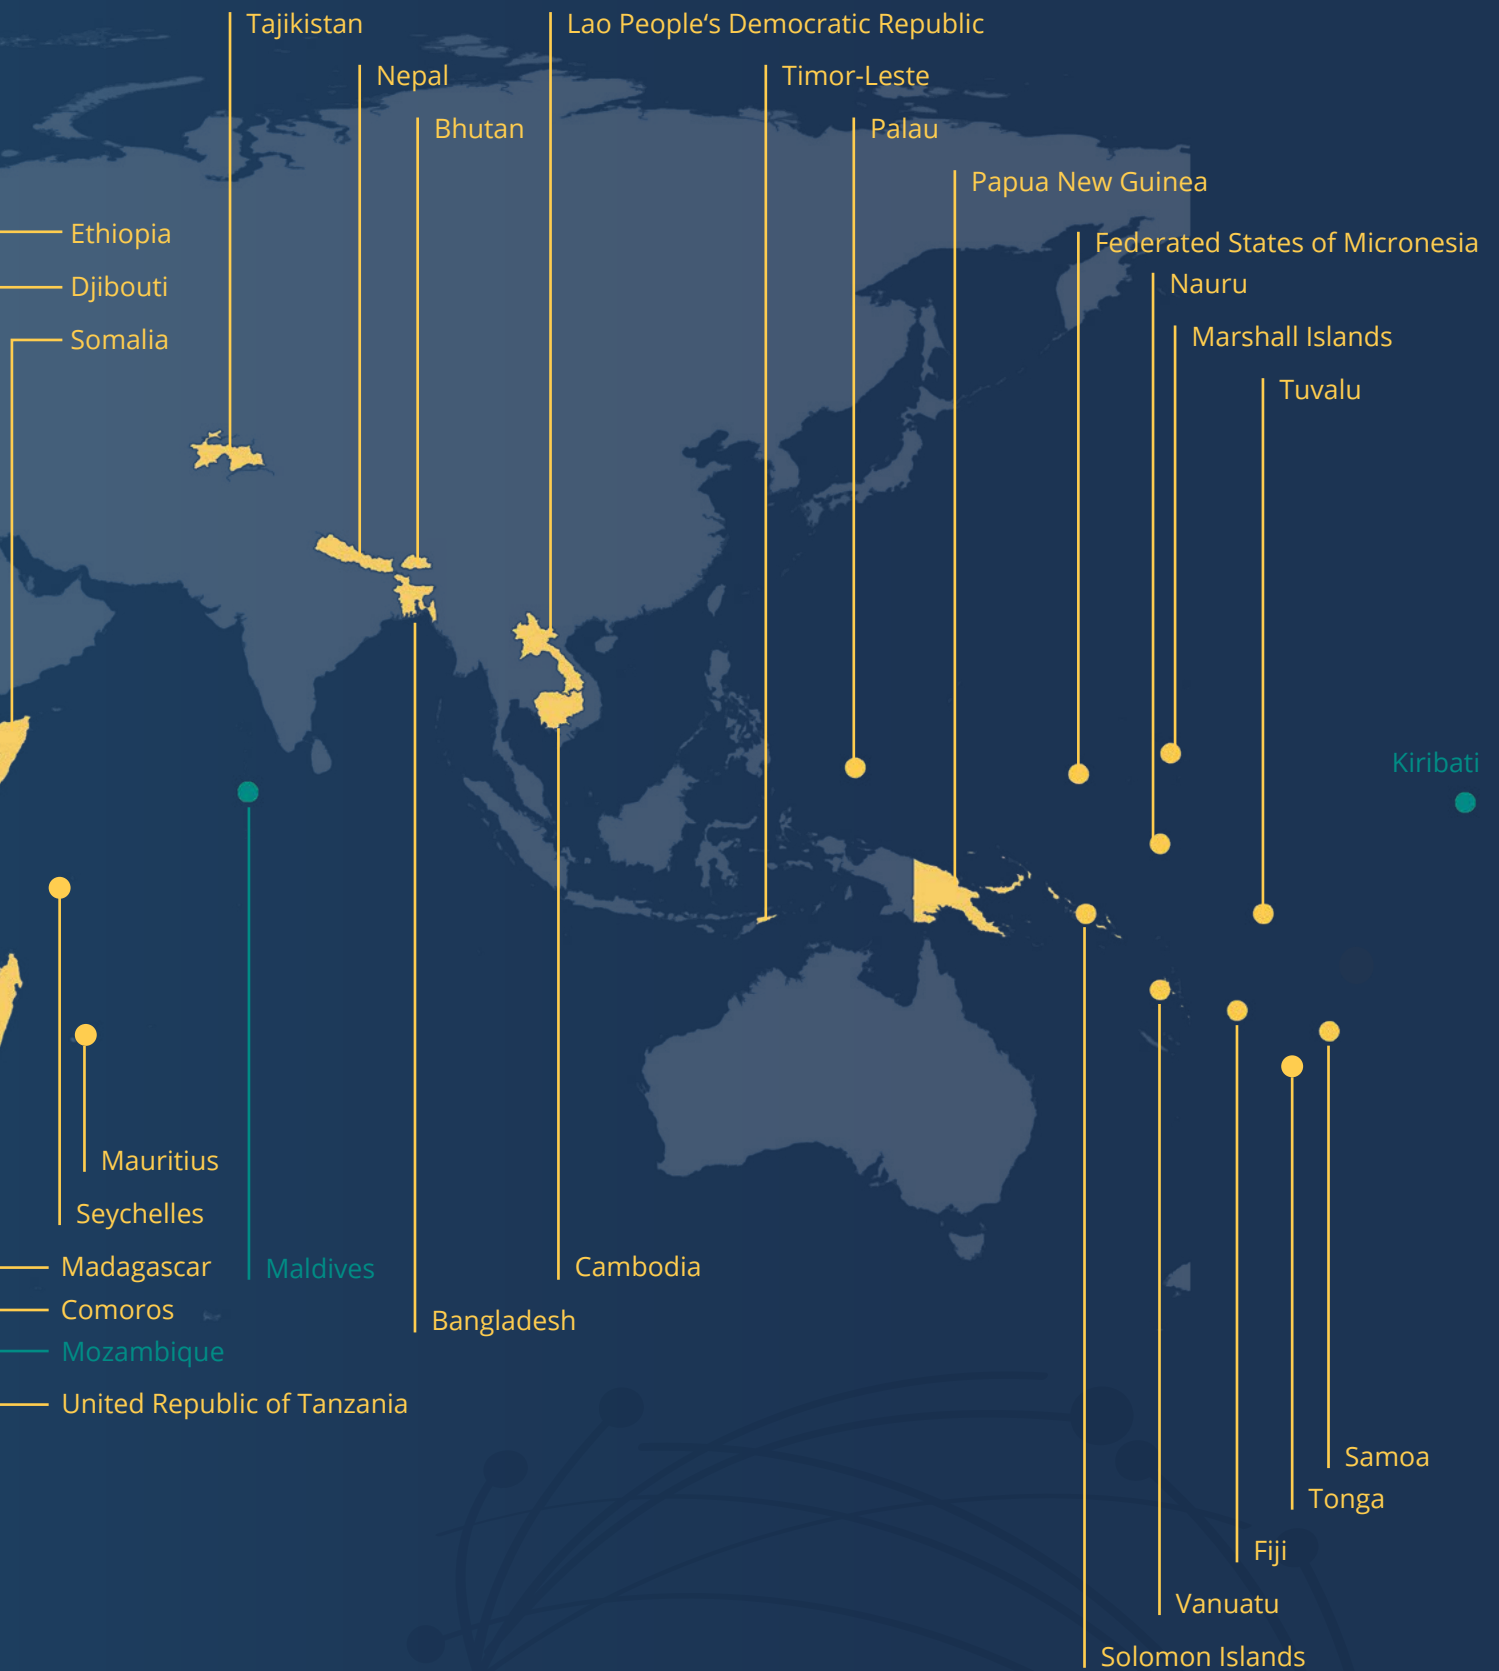 Tajikistan
Lao People‘s Democratic Republic
Nepal
Timor-Leste
Bhutan
Palau
Papua New Guinea
Ethiopia
Federated States of Micronesia
Djibouti
Nauru
Somalia
Marshall Islands
Tuvalu
Kiribati
Mauritius
Seychelles
Madagascar
Maldives
Cambodia
Comoros
Bangladesh
Mozambique
United Republic of Tanzania
Samoa
Tonga
Fiji
Vanuatu
Solomon Islands